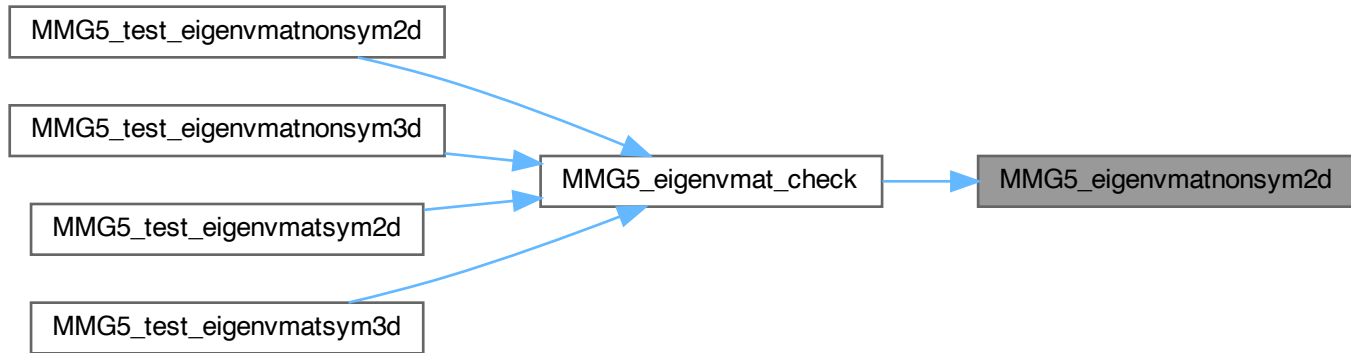 MMG5_test_eigenvmatnonsym2d
MMG5_test_eigenvmatnonsym3d
MMG5_eigenvmat_check
MMG5_eigenvmatnonsym2d
MMG5_test_eigenvmatsym2d
MMG5_test_eigenvmatsym3d